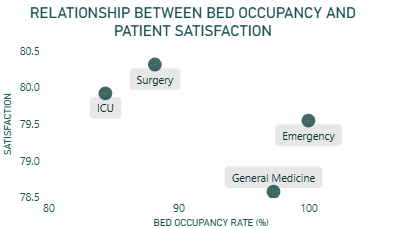 RELATIONSHIP BETWEEN BED OCCUPANCY AND
PATIENT SATISFACTION
80.5
80.0
79.5
79.0
78.5
SATISFACTION
Surgery
ICU
Emergency
General Medicine
80 90 100
BED OCCUPANCY RATE (%)